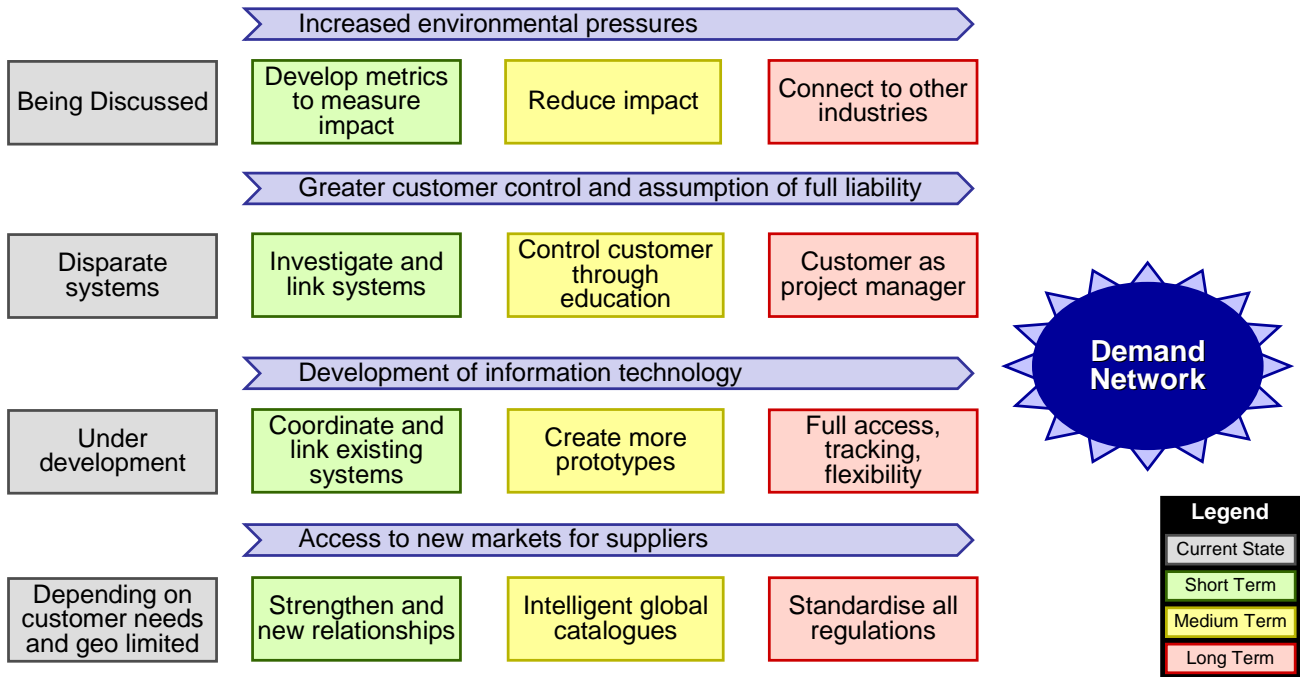 Increased environmental pressures
Being Discussed
Develop metrics
to measure
impact
Reduce impact
Connect to other
industries
Greater customer control and assumption of full liability
Disparate
systems
Investigate and
link systems
Control customer
through
education
Customer as
project manager
Demand
Network
Development of information technology
Under
development
Coordinate and
link existing
systems
Create more
prototypes
Full access,
tracking,
flexibility
Access to new markets for suppliers
Depending on
customer needs
and geo limited
Strengthen and
new relationships
Intelligent global
catalogues
Standardise all
regulations
Legend
Current State
Short Term
Medium Term
Long Term